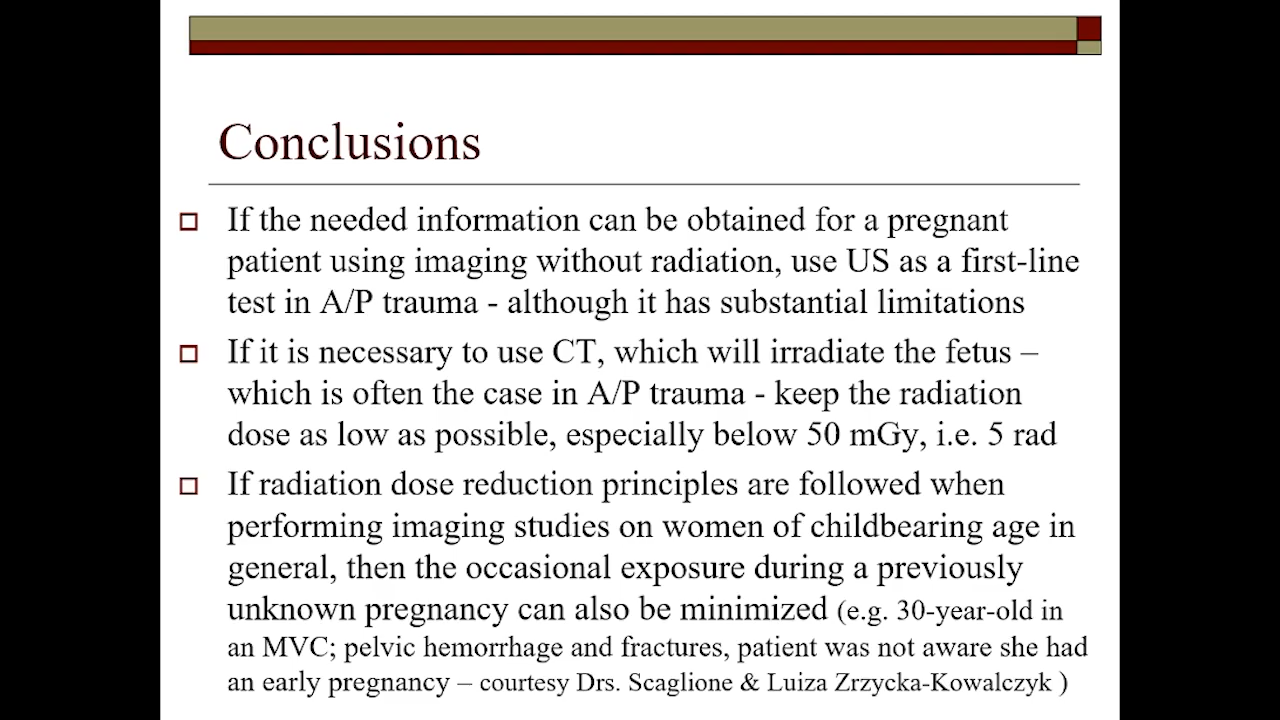 Conclusions
If the needed information can be obtained for a pregnant
patient using imaging without radiation, use US as a first-line
test in A/P trauma - although it has substantial limitations
If it is necessary to use CT, which will irradiate the fetus –
which is often the case in A/P trauma - keep the radiation
dose as low as possible, especially below 50 mGy, i.e. 5 rad
If radiation dose reduction principles are followed when
performing imaging studies on women of childbearing age in
general, then the occasional exposure during a previously
unknown pregnancy can also be minimized (e.g. 30-year-old in
an MVC; pelvic hemorrhage and fractures, patient was not aware she had
an early pregnancy – courtesy Drs. Scaglione & Luiza Zrzycka-Kowalczyk )